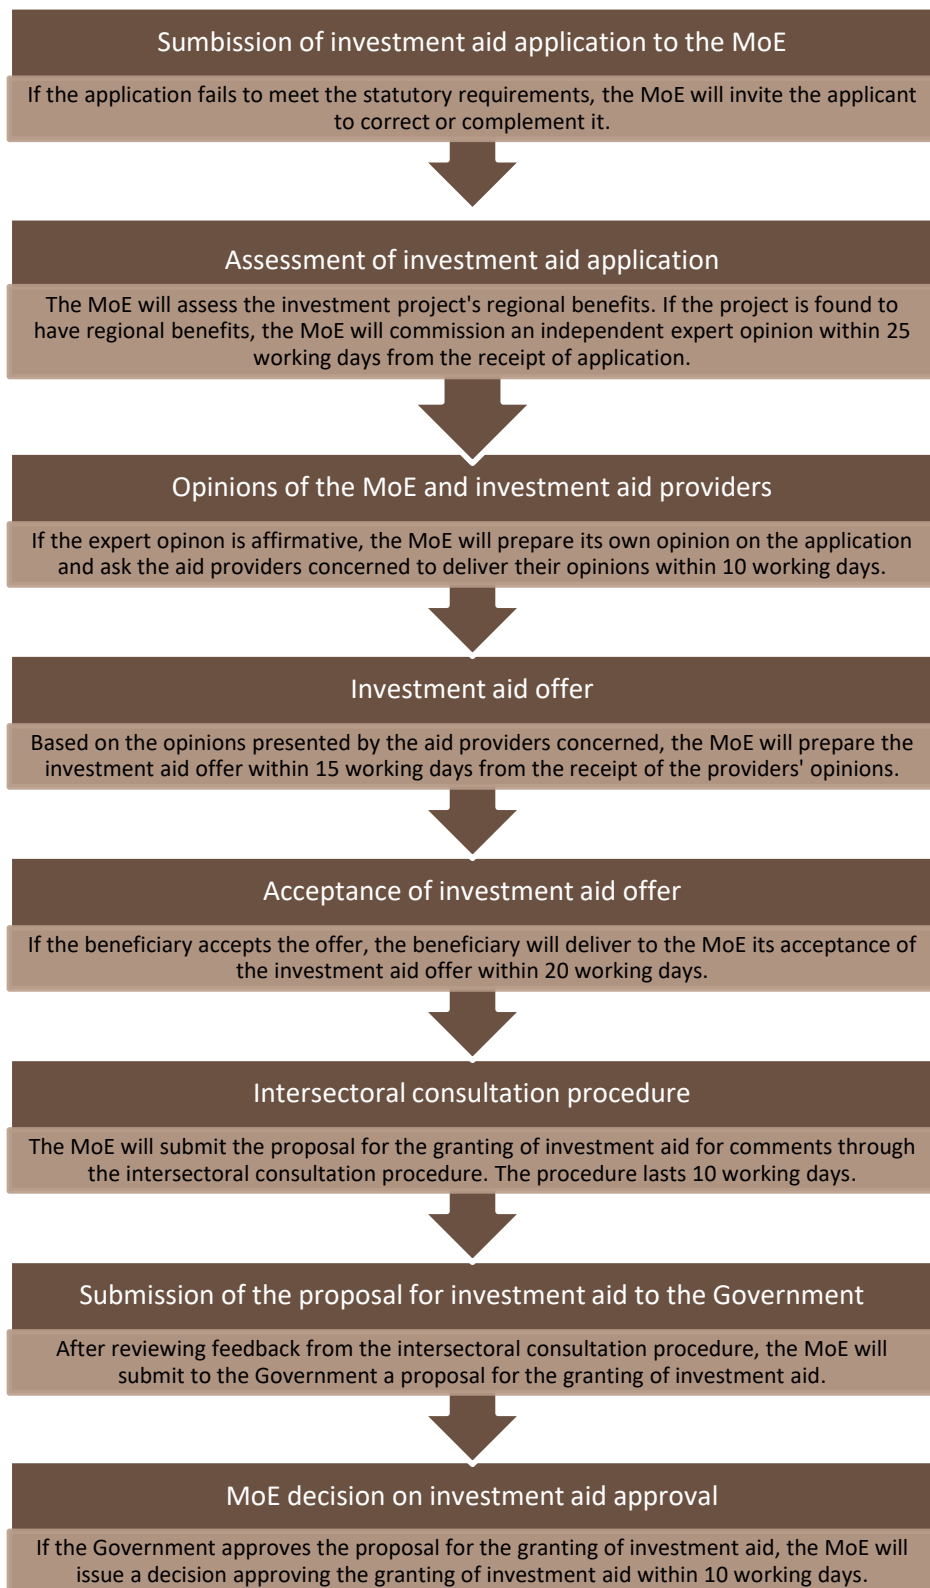 Sumbission of investment aid application to the MoE
If the application fails to meet the statutory requirements, the MoE will invite the applicant
to correct or complement it.
Assessment of investment aid application
The MoE will assess the investment project's regional benefits. If the project is found to
have regional benefits, the MoE will commission an independent expert opinion within 25
working days from the receipt of application.
Opinions of the MoE and investment aid providers
If the expert opinon is affirmative, the MoE will prepare its own opinion on the application
and ask the aid providers concerned to deliver their opinions within 10 working days.
Investment aid offer
Based on the opinions presented by the aid providers concerned, the MoE will prepare the
investment aid offer within 15 working days from the receipt of the providers' opinions.
Acceptance of investment aid offer
If the beneficiary accepts the offer, the beneficiary will deliver to the MoE its acceptance of
the investment aid offer within 20 working days.
Intersectoral consultation procedure
The MoE will submit the proposal for the granting of investment aid for comments through
the intersectoral consultation procedure. The procedure lasts 10 working days.
Submission of the proposal for investment aid to the Government
After reviewing feedback from the intersectoral consultation procedure, the MoE will
submit to the Government a proposal for the granting of investment aid.
MoE decision on investment aid approval
If the Government approves the proposal for the granting of investment aid, the MoE will
issue a decision approving the granting of investment aid within 10 working days.